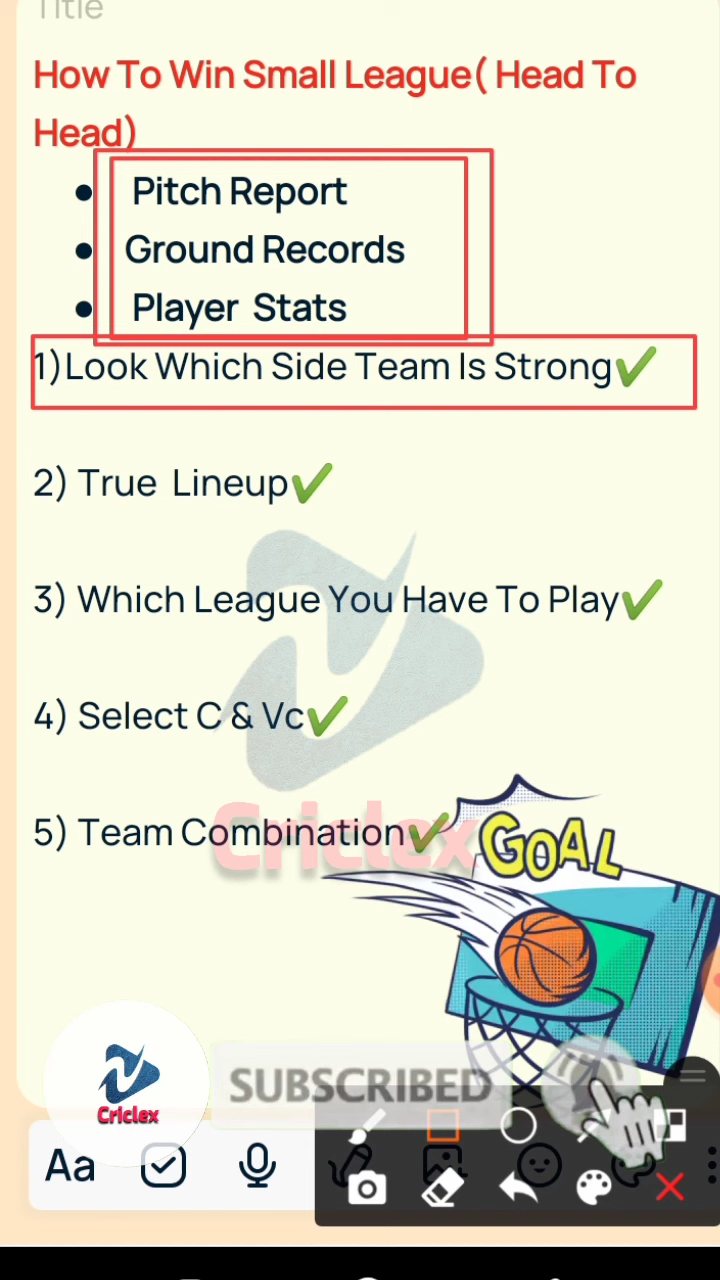 Title
How To Win Small League( Head To
Head)
● Pitch Report
● Ground Records
● Player Stats
1)Look Which Side Team Is Strong✔
2) True Lineup✔
3) Which League You Have To Play✔
4) Select C & Vc✔
5) Team Combination✔
Criclex
GOAL
Criclex
SUBSCRIBED
Aa